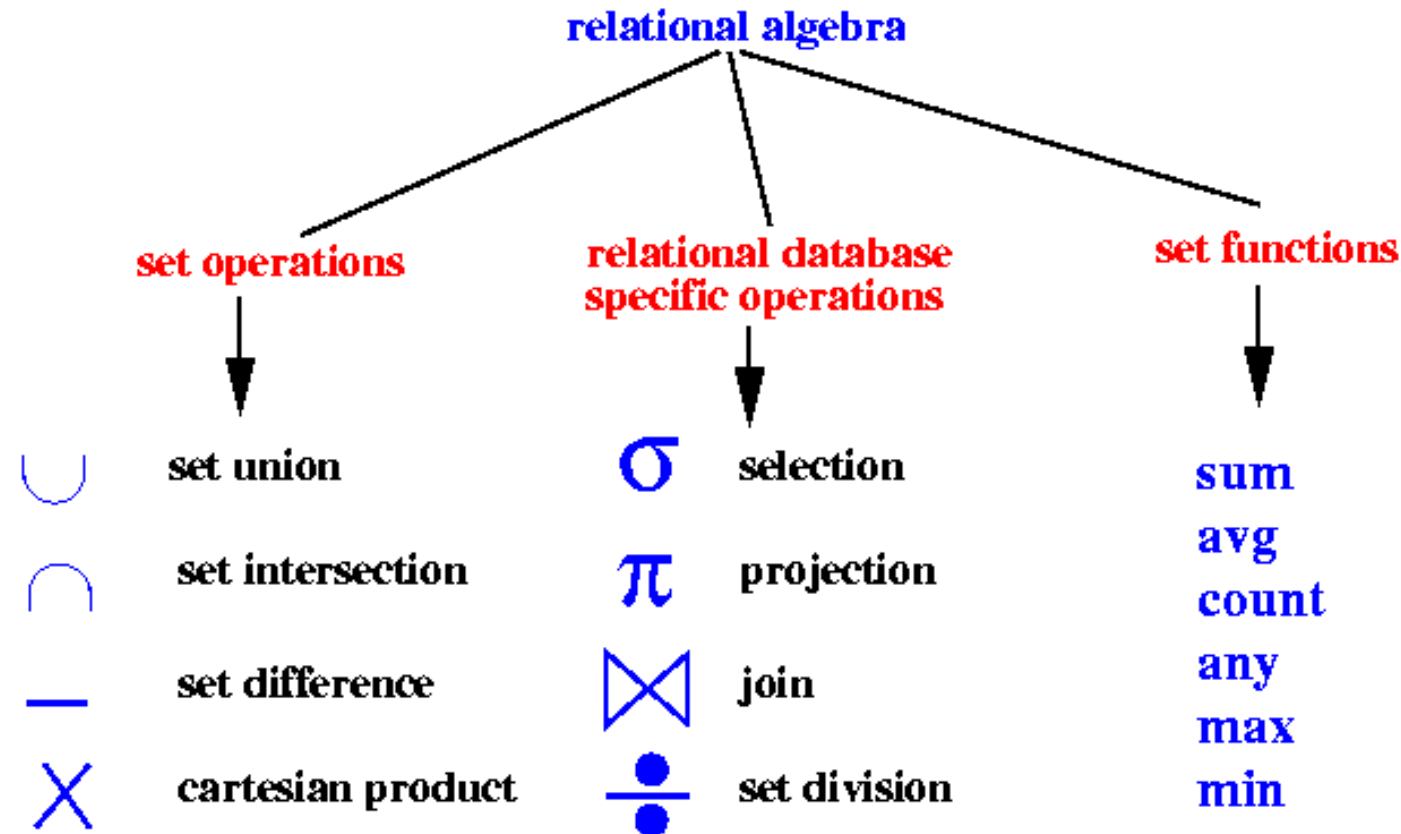 relational algebra
set operations
relational database
specific operations
set functions
∪ set union
∩ set intersection
− set difference
× cartesian product
σ selection
π projection
⋈ join
÷ set division
sum
avg
count
any
max
min